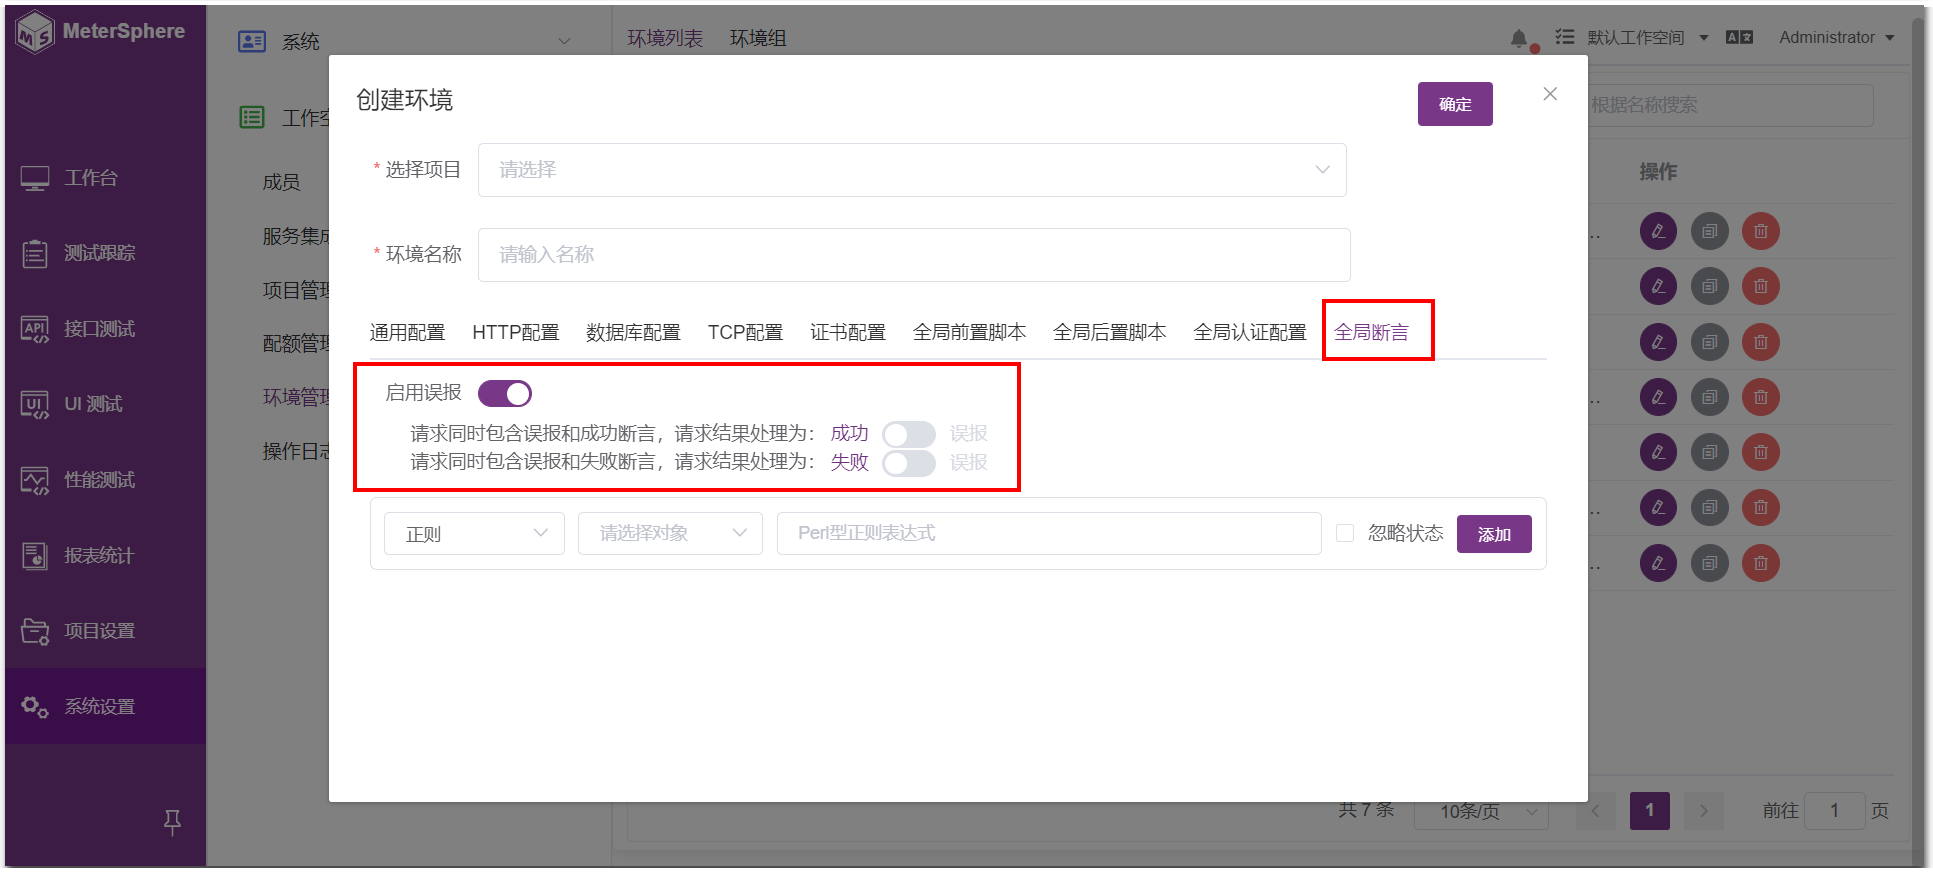 MeterSphere
工作台
测试跟踪
API
接口测试
UI
UI 测试
性能测试
报表统计
项目设置
系统设置
系统
工作空
成员
服务集成
项目管理
配额管理
环境管理
操作日志
环境列表 环境组
默认工作空间
Administrator
根据名称搜索
操作
创建环境
确定
* 选择项目
请选择
* 环境名称
请输入名称
通用配置 HTTP配置 数据库配置 TCP配置 证书配置 全局前置脚本 全局后置脚本 全局认证配置 全局断言
启用误报
请求同时包含误报和成功断言，请求结果处理为： 成功 误报
请求同时包含误报和失败断言，请求结果处理为： 失败 误报
正则 请选择对象 Perl型正则表达式 忽略状态 添加
共 7 条 10条/页 1 前往 1 页